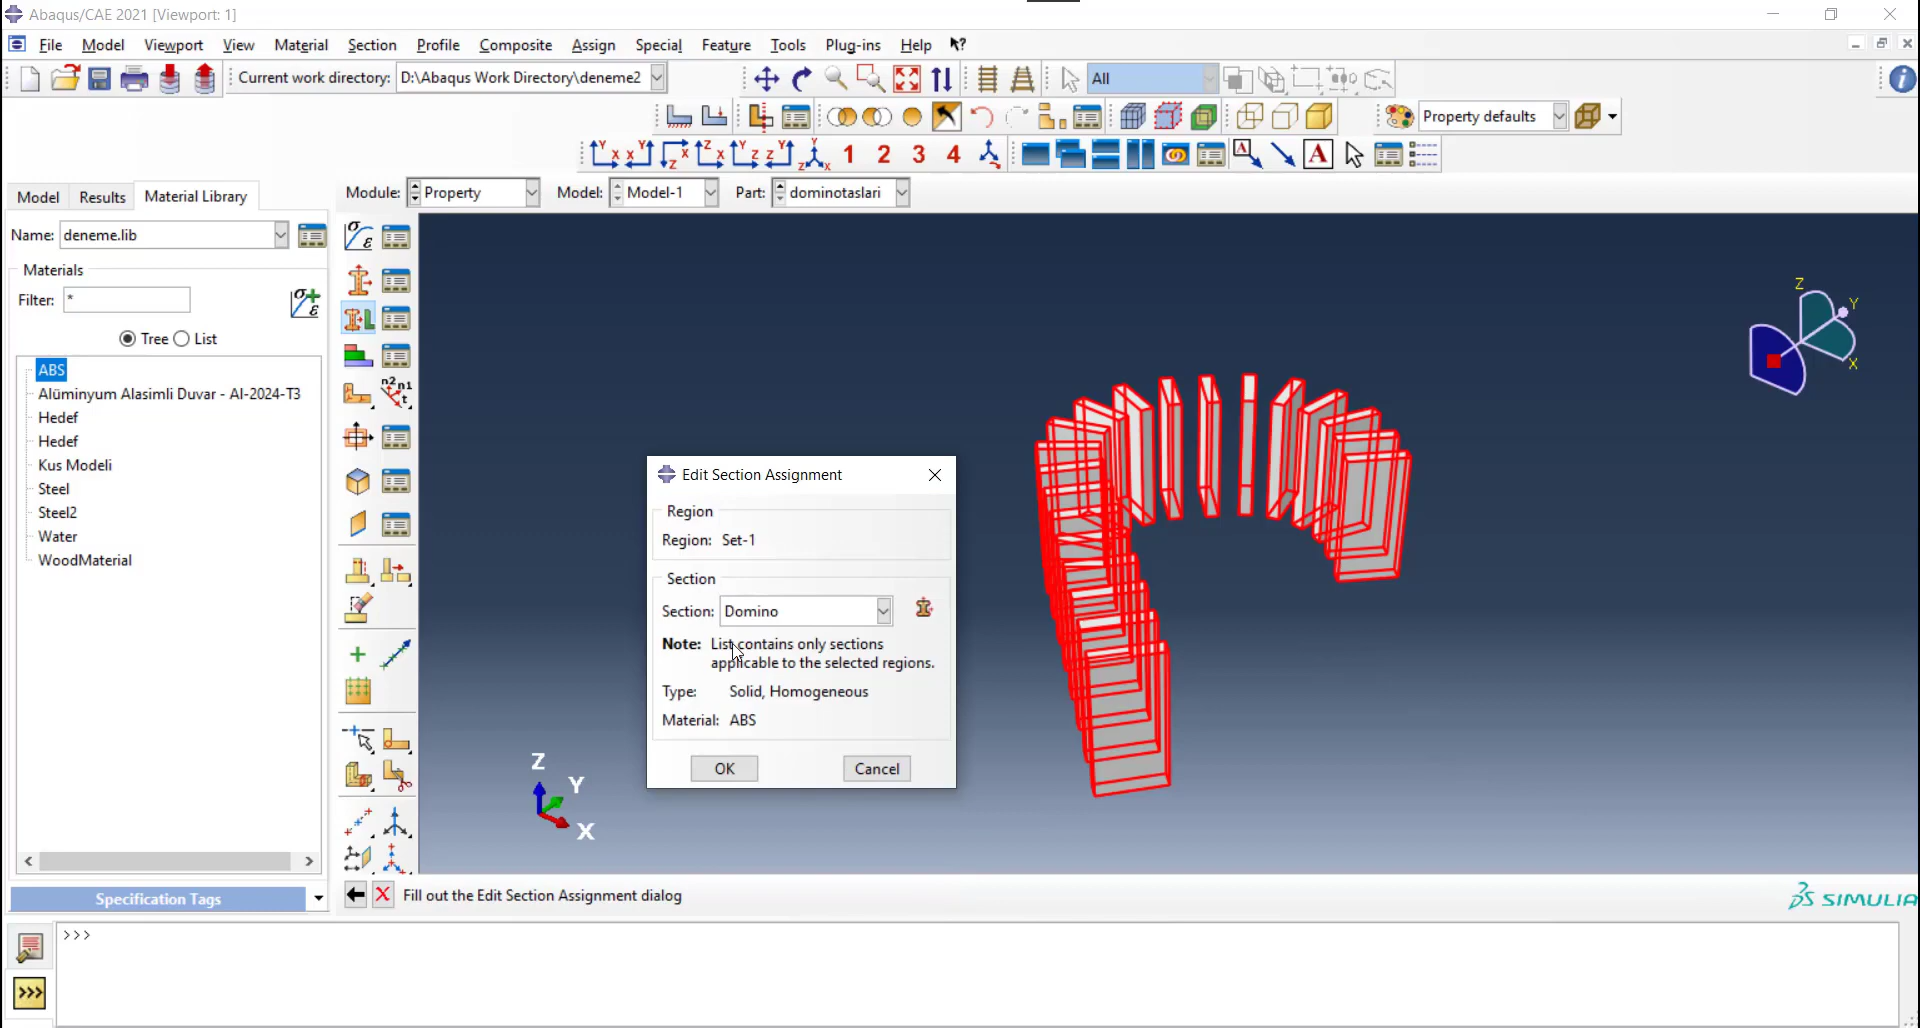 Abaqus/CAE 2021 [Viewport: 1]
File Model Viewport View Material Section Profile Composite Assign Special Feature Tools Plug-ins Help
Current work directory: D:\Abaqus Work Directory\deneme2
All
Property defaults
1 2 3 4
A
Model Results Material Library
Module: Property Model: Model-1 Part: dominotaslari
Name: deneme.lib
Materials
Filter: *
Tree List
ABS
Alüminyum Alasimli Duvar - Al-2024-T3
Hedef
Hedef
Kus Modeli
Steel
Steel2
Water
WoodMaterial
Specification Tags
Edit Section Assignment
Region
Region: Set-1
Section
Section: Domino
Note: List contains only sections
applicable to the selected regions.
Type: Solid, Homogeneous
Material: ABS
OK Cancel
Z
Y
X
Z
Y
X
Fill out the Edit Section Assignment dialog
SIMULIA
>>>
>>>